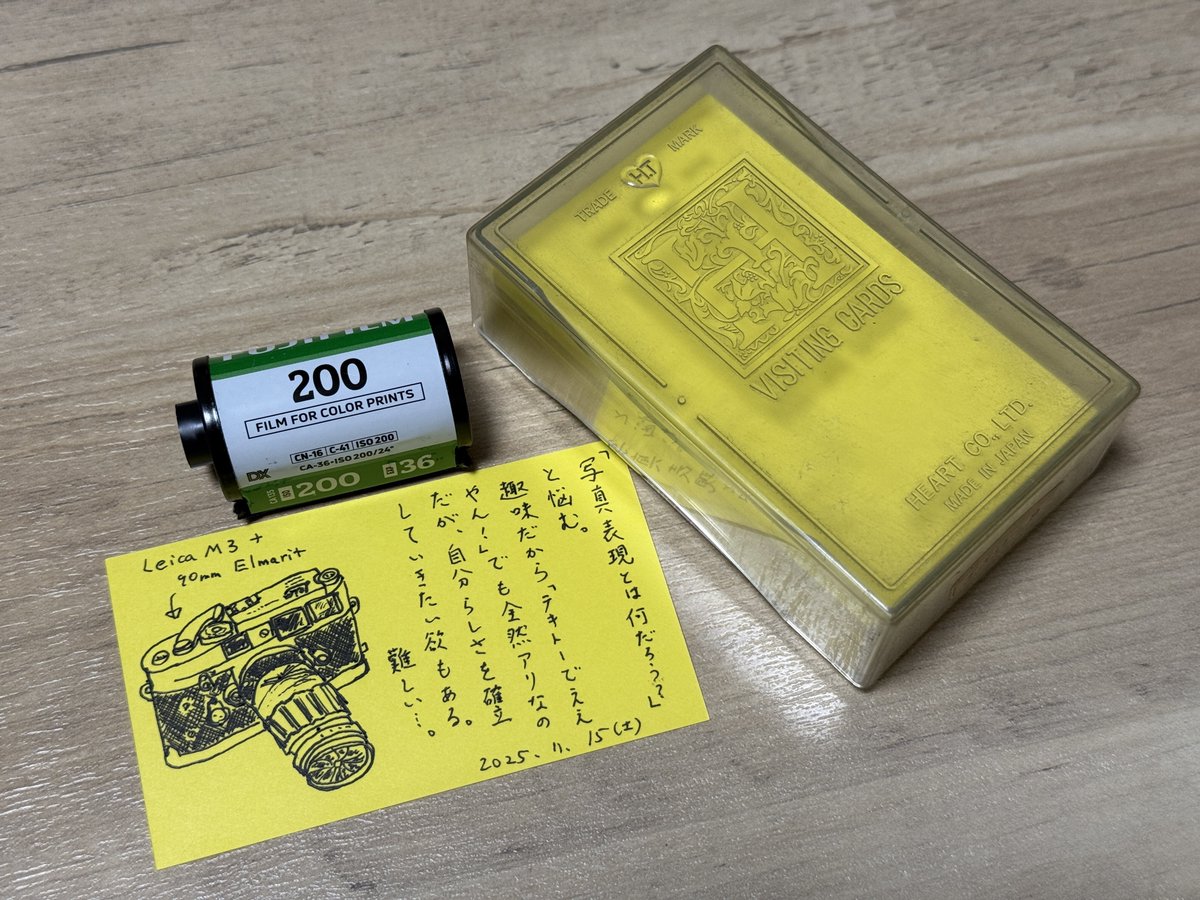 FUJIFILM
200
FILM FOR COLOR PRINTS
CN-16 C-41 ISO 200
CA-36-ISO 200/24°
DX
200
36
TRADE H.T MARK
VISITING CARDS
HEART CO., LTD.
MADE IN JAPAN
Leica M3 +
90mm Elmarit
「写真表現とは何だろう?」
と悩む。
趣味だから「テキトーでええ
やん!」でも全然アリなの
だが、自分らしさを確立
していきたい欲もある。
難しい…。
2025.11.15(土)